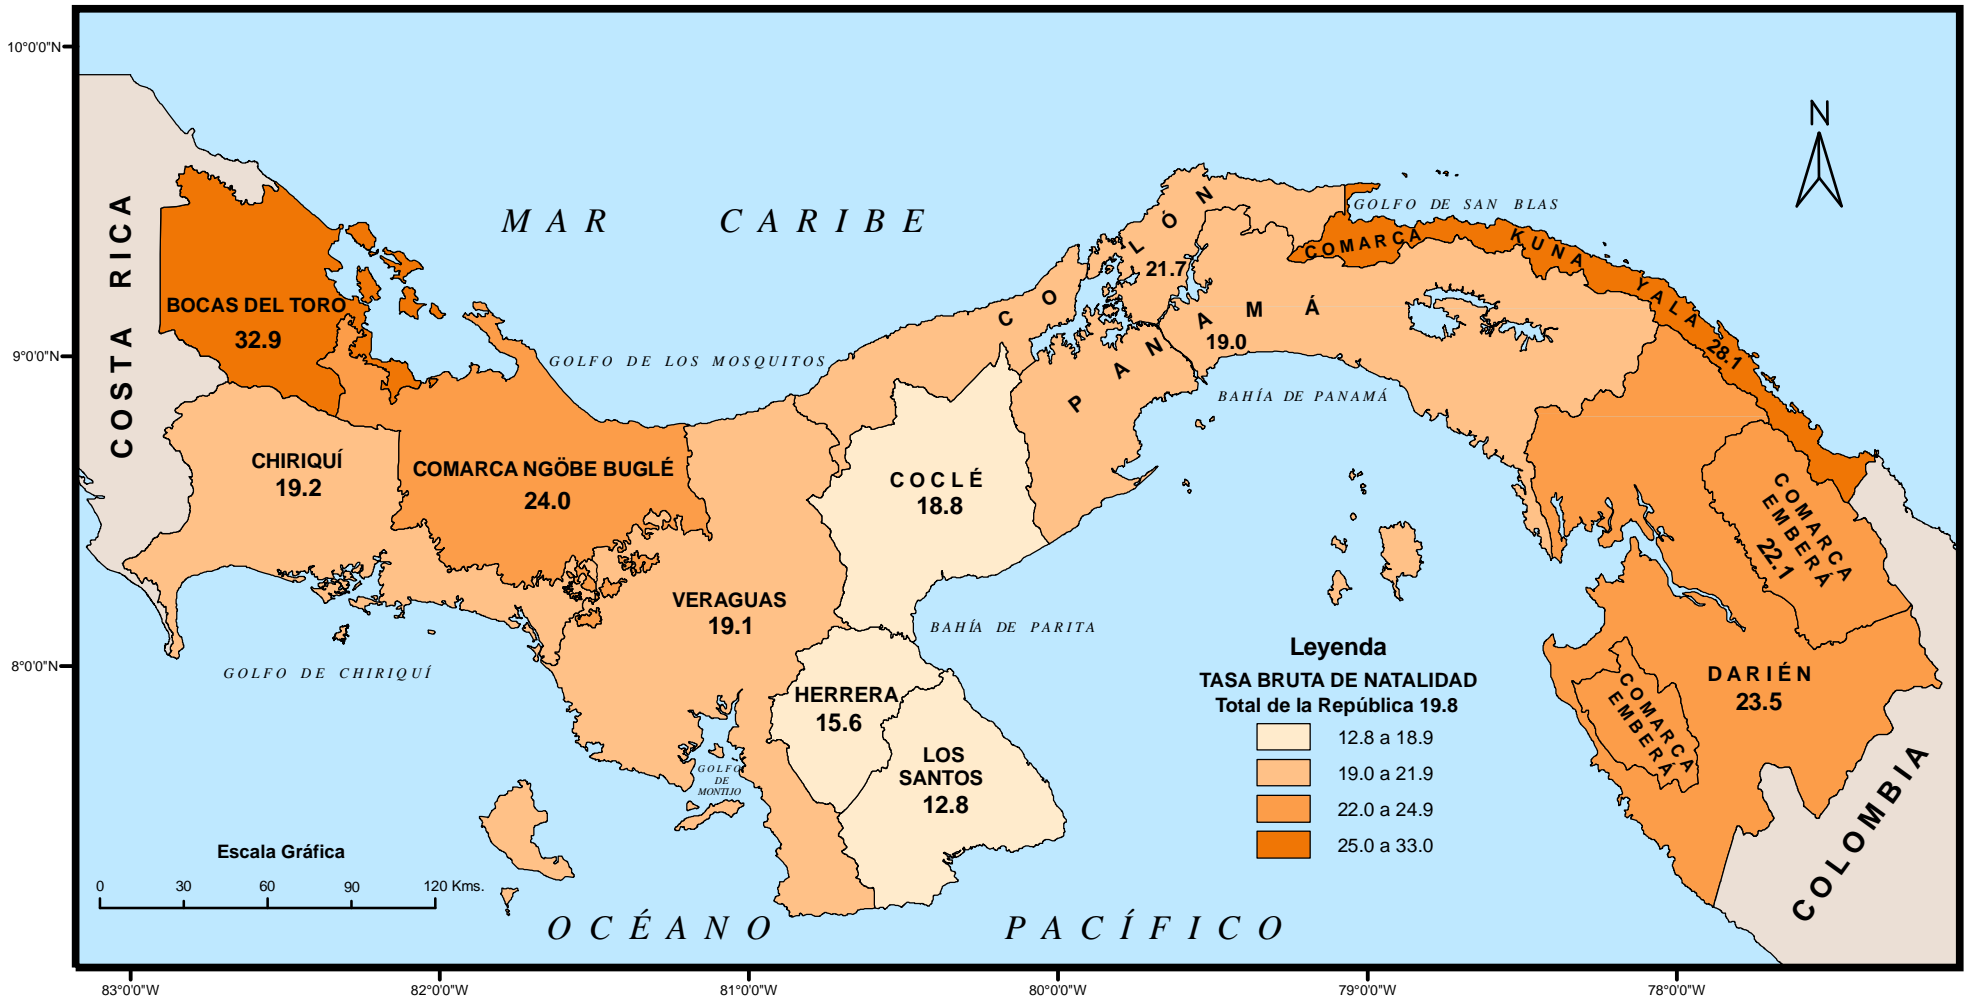 10°0'0"N
9°0'0"N
8°0'0"N
COSTA RICA
MAR CARIBE
N
BOCAS DEL TORO
32.9
GOLFO DE LOS MOSQUITOS
COLÓN
21.7
PANAMÁ
19.0
GOLFO DE SAN BLAS
COMARCA KUNA YALA
28.1
BAHÍA DE PANAMÁ
CHIRIQUÍ
19.2
COMARCA NGÖBE BUGLÉ
24.0
COCLÉ
18.8
COMARCA
EMBERÁ
22.1
VERAGUAS
19.1
BAHÍA DE PARITA
GOLFO DE CHIRIQUÍ
HERRERA
15.6
LOS
SANTOS
12.8
GOLFO
DE
MONTIJO
DARIÉN
23.5
COMARCA
EMBERÁ
COLOMBIA
Leyenda
TASA BRUTA DE NATALIDAD
Total de la República 19.8
12.8 a 18.9
19.0 a 21.9
22.0 a 24.9
25.0 a 33.0
Escala Gráfica
0 30 60 90 120 Kms.
OCÉANO PACÍFICO
83°0'0"W 82°0'0"W 81°0'0"W 80°0'0"W 79°0'0"W 78°0'0"W